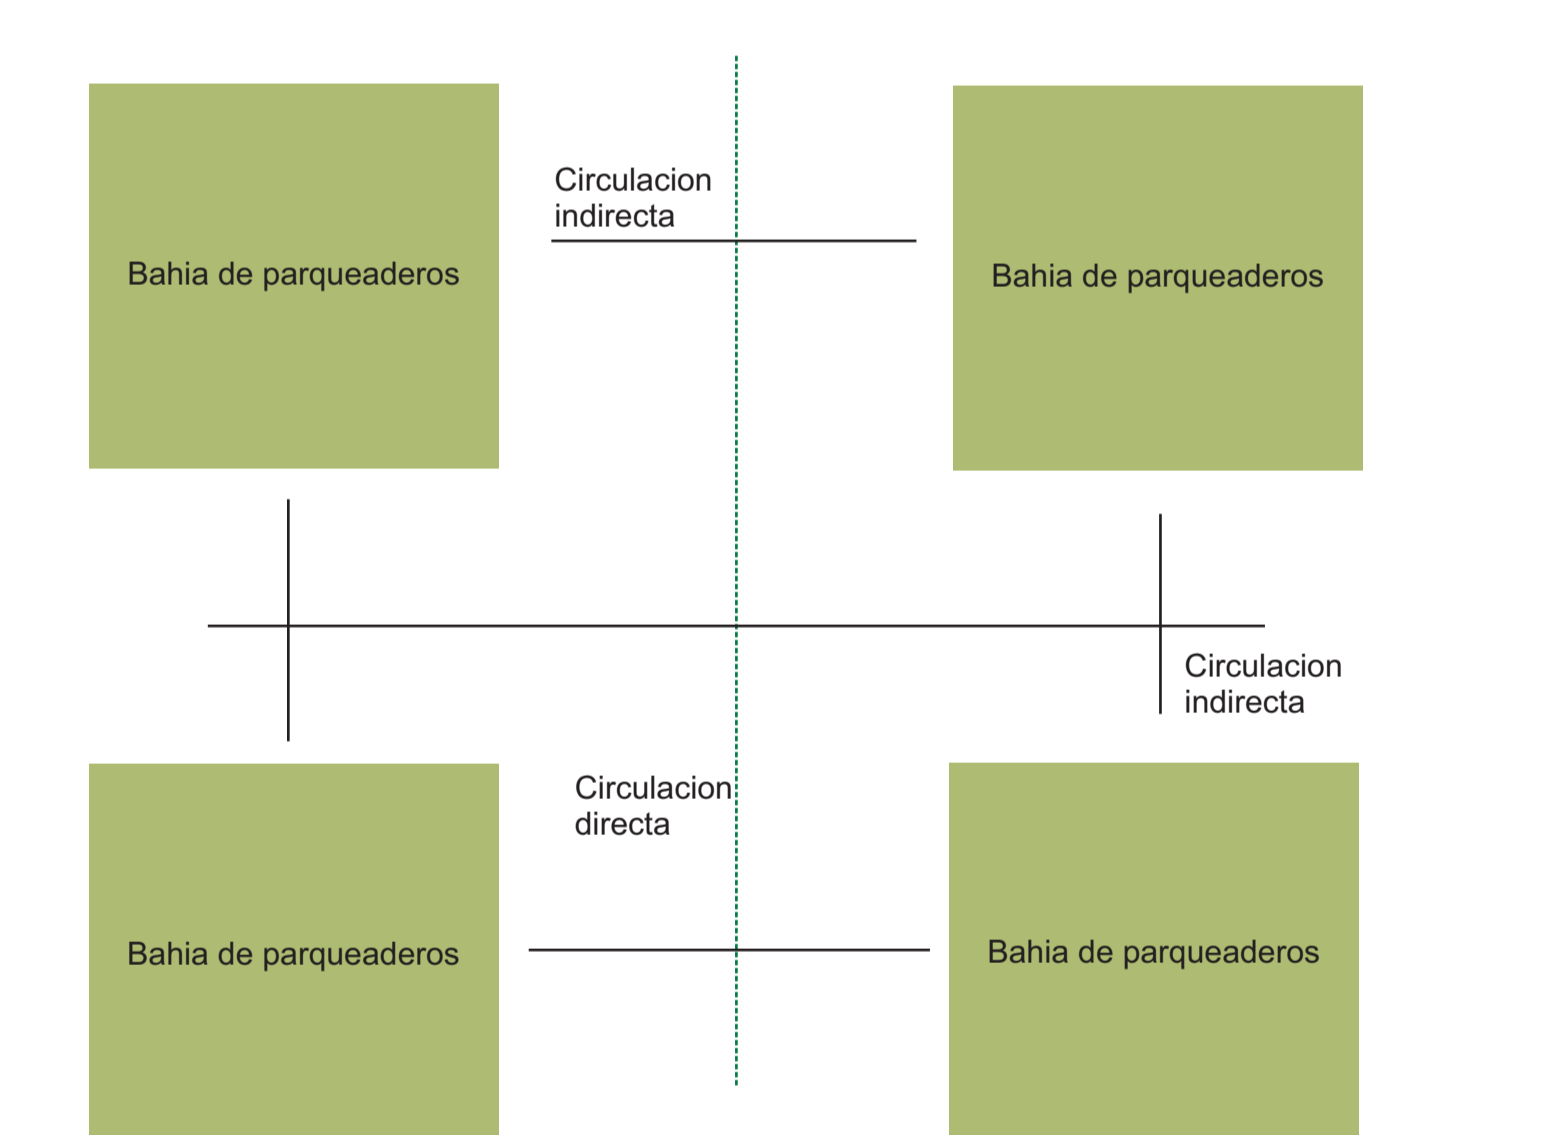 Circulacion
indirecta
Bahia de parqueaderos
Bahia de parqueaderos
Circulacion
indirecta
Circulacion
directa
Bahia de parqueaderos
Bahia de parqueaderos